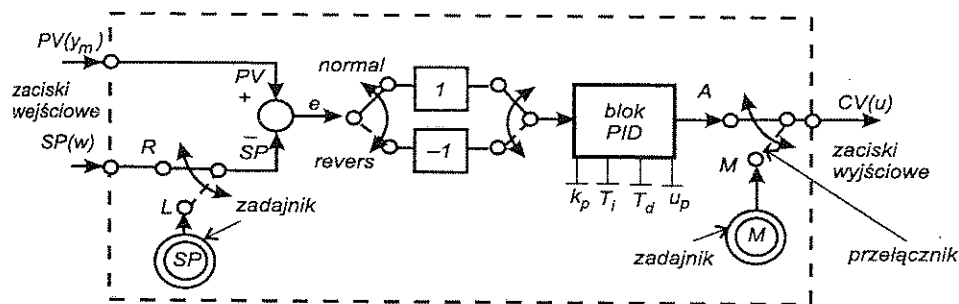 PV(y_m)
zaciski
wejściowe
SP(w)
R
L
SP
zadajnik
PV
+
–
SP
e
normal
revers
1
–1
blok
PID
k_p
T_i
T_d
u_p
A
M
M
zadajnik
CV(u)
zaciski
wyjściowe
przełącznik